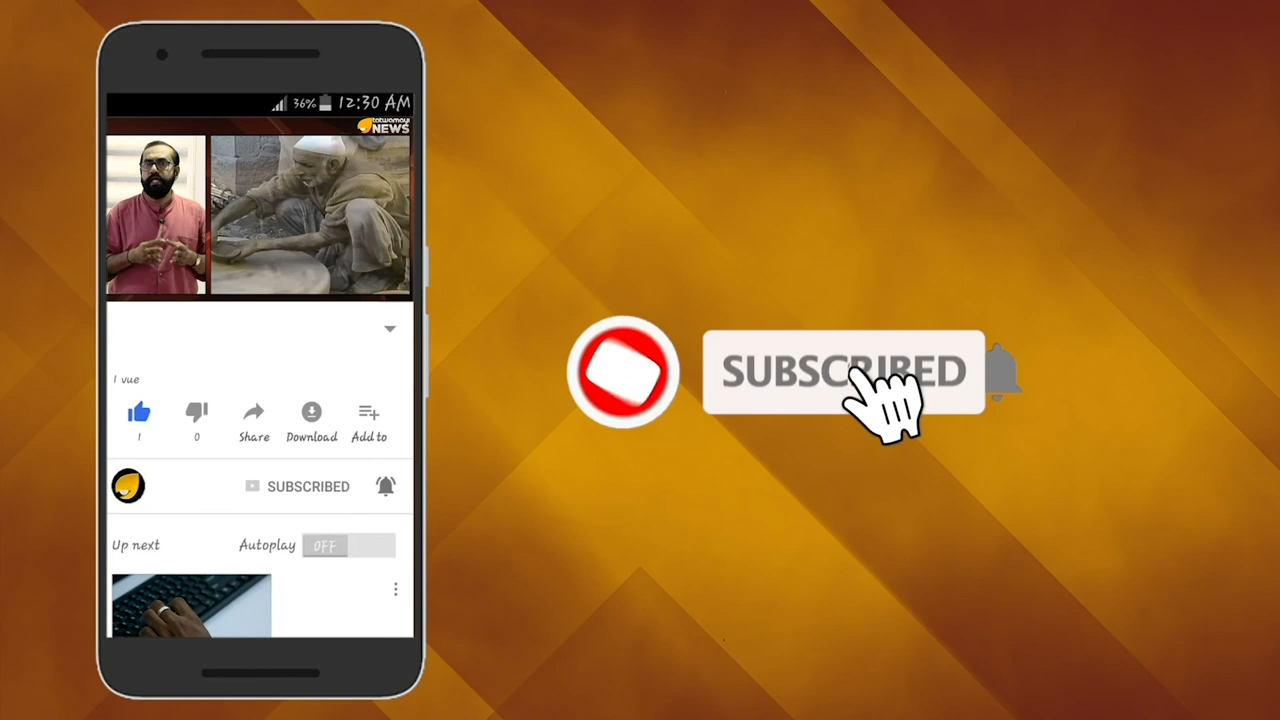 36% 12:30 AM
tatwamayi
NEWS
1 vue
1
0
Share
Download
Add to
SUBSCRIBED
Up next
Autoplay
OFF
SUBSCRIBED